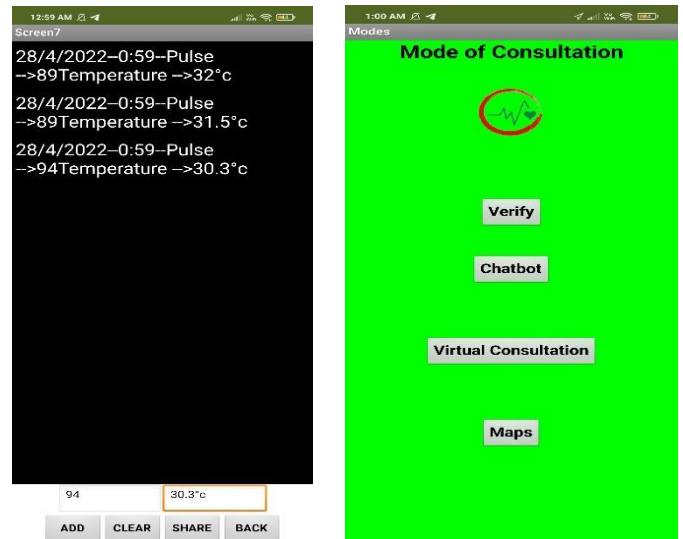 12:59 AM
Screen7
28/4/2022--0:59--Pulse
-->89Temperature -->32°c
28/4/2022--0:59--Pulse
-->89Temperature -->31.5°c
28/4/2022--0:59--Pulse
-->94Temperature -->30.3°c
94 30.3°c
ADD CLEAR SHARE BACK
1:00 AM
Modes
Mode of Consultation
Verify
Chatbot
Virtual Consultation
Maps